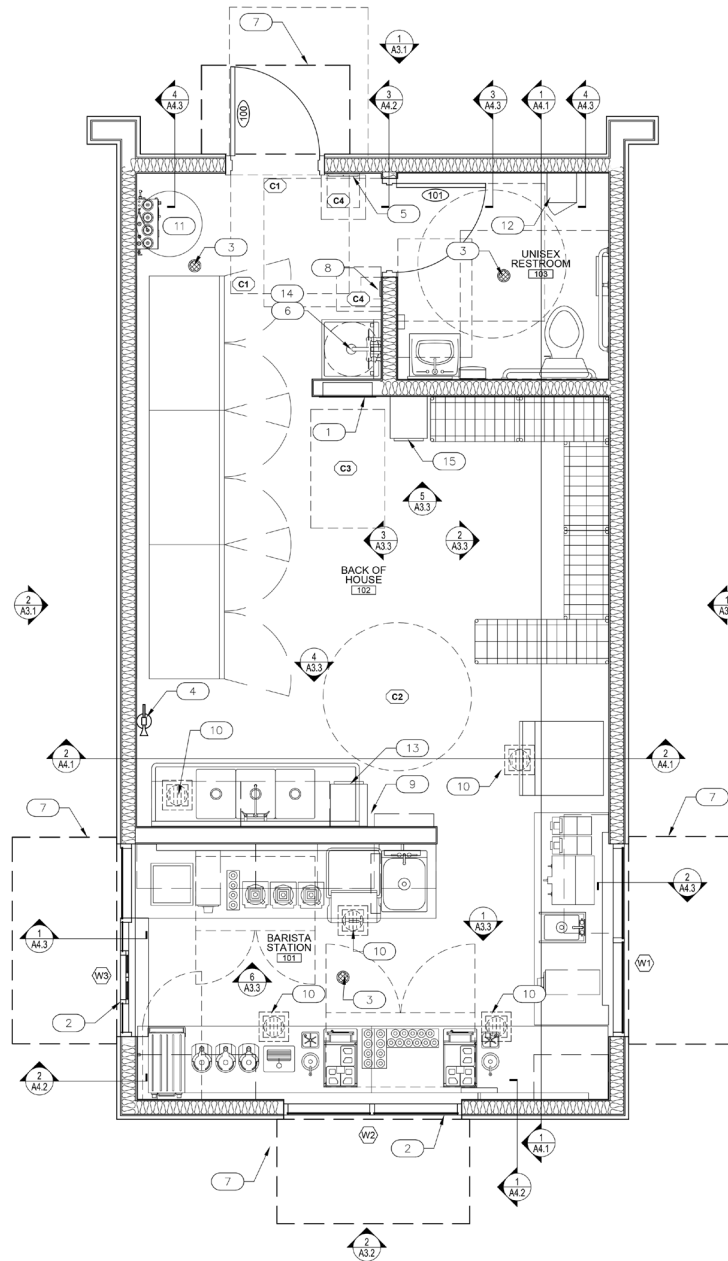 7
1
A3.1
4
A4.3
3
A4.2
3
A4.3
1
A4.1
4
A4.3
100
C1
C4
5
101
12
11
3
3
UNISEX
RESTROOM
103
8
C1
14
C4
6
1
15
C3
5
A3.3
3
A3.3
2
A3.3
BACK OF
HOUSE
102
2
A3.1
4
A3.3
C2
4
10
13
2
A4.1
2
A4.1
9
10
7
7
2
A4.3
1
A3.3
1
A4.3
BARISTA
STATION
101
10
W3
6
A3.3
W1
3
2
10
10
2
A4.2
W2
2
1
A4.1
7
1
A4.2
2
A3.2